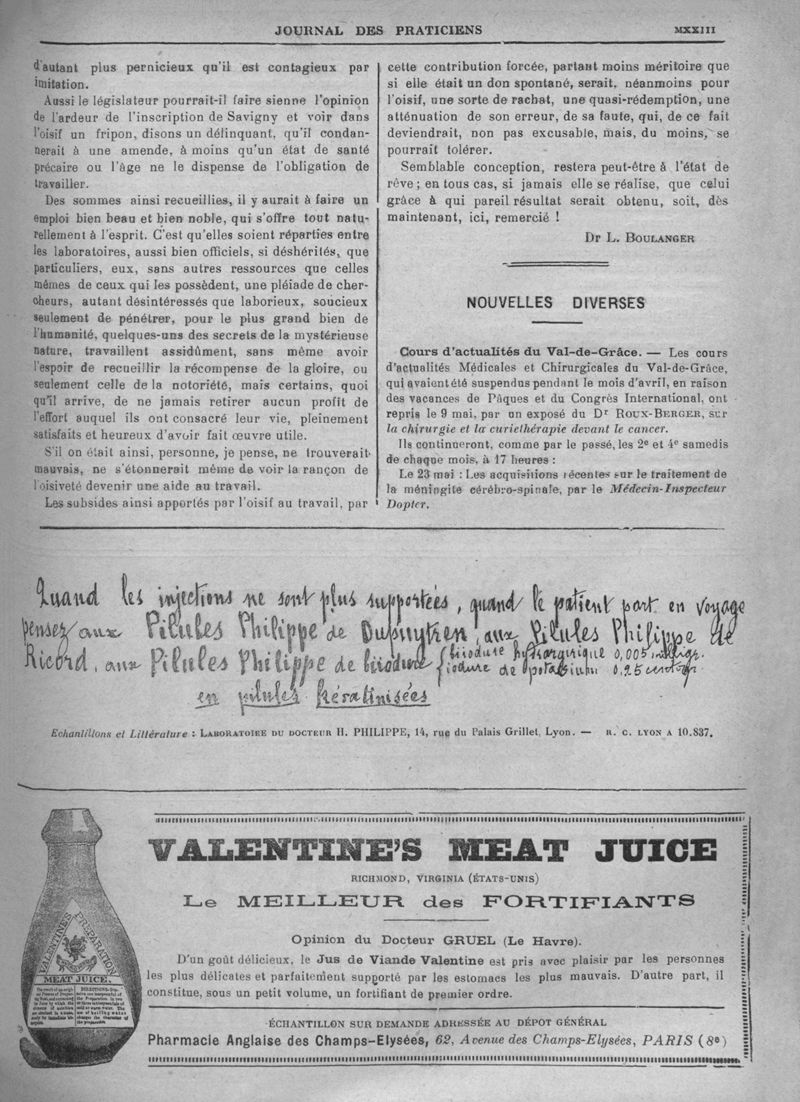 JOURNAL DES PRATICIENS
MXXIII
d'autant plus pernicieux qu'il est contagieux par
imitation.
Aussi le législateur pourrait-il faire sienne l'opinion
de l'ardeur de l'inscription de Savigny et voir dans
l'oisif un fripon, disons un délinquant, qu'il condam-
nerait à une amende, à moins qu'un état de santé
précaire ou l'âge ne le dispense de l'obligation de
travailler.
Des sommes ainsi recueillies, il y aurait à faire un
emploi bien beau et bien noble, qui s'offre tout natu-
rellement à l'esprit. C'est qu'elles soient réparties entre
les laboratoires, aussi bien officiels, si déshérités, que
particuliers, eux, sans autres ressources que celles
mêmes de ceux qui les possèdent, une pléiade de cher-
cheurs, autant désintéressés que laborieux, soucieux
seulement de pénétrer, pour le plus grand bien de
l'humanité, quelques-uns des secrets de la mystérieuse
nature, travaillent assidûment, sans même avoir
l'espoir de recueillir la récompense de la gloire, ou
seulement celle de la notoriété, mais certains, quoi
qu'il arrive, de ne jamais retirer aucun profit de
l'effort auquel ils ont consacré leur vie, pleinement
satisfaits et heureux d'avoir fait œuvre utile.
S'il on était ainsi, personne, je pense, ne trouverait
mauvais, ne s'étonnerait même de voir la rançon de
l'oisiveté devenir une aide au travail.
Les subsides ainsi apportés par l'oisif au travail, par
cette contribution forcée, partant moins méritoire que
si elle était un don spontané, serait, néanmoins pour
l'oisif, une sorte de rachat, une quasi-rédemption, une
atténuation de son erreur, de sa faute, qui, de ce fait
deviendrait, non pas excusable, mais, du moins, se
pourrait tolérer.
Semblable conception, restera peut-être à l'état de
rêve ; en tous cas, si jamais elle se réalise, que celui
grâce à qui pareil résultat serait obtenu, soit, dès
maintenant, ici, remercié !
Dr L. BOULANGER
NOUVELLES DIVERSES
Cours d'actualités du Val-de-Grâce. — Les cours
d'actualités Médicales et Chirurgicales du Val-de-Grâce,
qui avaient été suspendus pendant le mois d'avril, en raison
des vacances de Pâques et du Congrès International, ont
repris le 9 mai, par un exposé du Dr ROUX-BERGER, sur
la chirurgie et la curiethérapie devant le cancer.
Ils continueront, comme par le passé, les 2e et 4e samedis
de chaque mois, à 17 heures :
Le 23 mai : Les acquisitions récentes sur le traitement de
la méningite cérébro-spinale, par le Médecin-Inspecteur
Dopter.
Quand les injections ne sont plus supportées, quand le patient part en voyage
pensez aux Pilules Philippe de Dupuytren, aux Pilules Philippe de
Ricord, aux Pilules Philippe de biiodure { biiodure hydrargirique 0,005 milligr.
iodure de potassium 0,25 centigr.
en pilules kératinisées
Echantillons et Littérature : LABORATOIRE DU DOCTEUR H. PHILIPPE, 14, rue du Palais Grillet, Lyon. — R. C. LYON A 10.837.
VALENTINE'S MEAT JUICE
RICHMOND, VIRGINIA (ÉTATS-UNIS)
Le MEILLEUR des FORTIFIANTS
Opinion du Docteur GRUEL (Le Havre).
D'un goût délicieux, le Jus de Viande Valentine est pris avec plaisir par les personnes
les plus délicates et parfaitement supporté par les estomacs les plus mauvais. D'autre part, il
constitue, sous un petit volume, un fortifiant de premier ordre.
ÉCHANTILLON SUR DEMANDE ADRESSÉE AU DÉPOT GÉNÉRAL
Pharmacie Anglaise des Champs-Elysées, 62, Avenue des Champs-Elysées, PARIS (8e)
VALENTINE'S PREPARATION
MEAT JUICE.